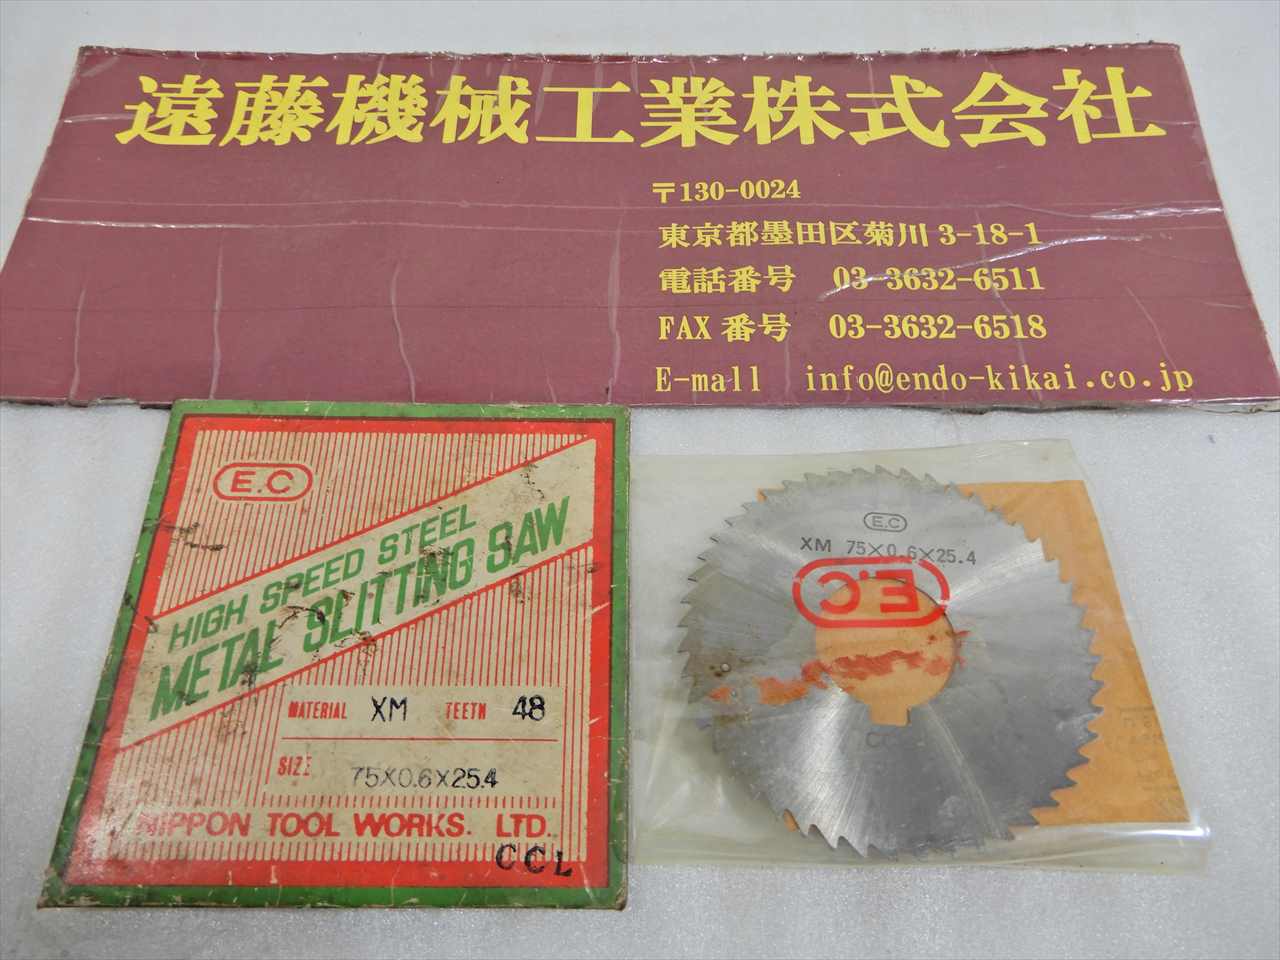 遠藤機械工業株式会社
〒130-0024
東京都墨田区菊川 3-18-1
電話番号 03-3632-6511
FAX 番号 03-3632-6518
E-mail info@endo-kikai.co.jp
E.C
HIGH SPEED STEEL
METAL SLITTING SAW
MATERIAL XM TEETH 48
SIZE 75×0.6×25.4
NIPPON TOOL WORKS. LTD.
CCL
E.C
XM 75×0.6×25.4
E.C